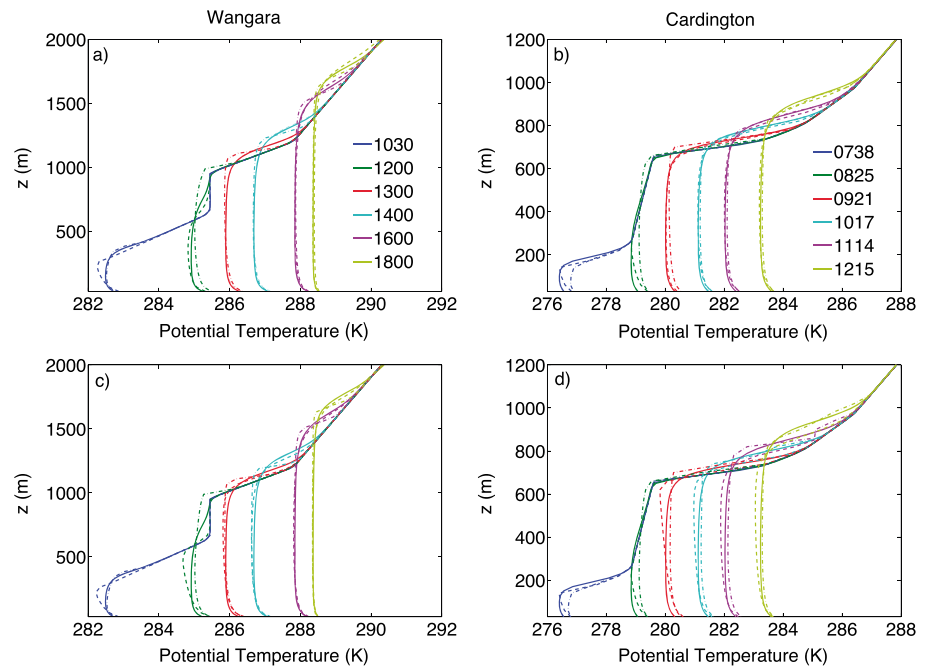 Wangara
Cardington
2000
1500
1000
500
a)
1030
1200
1300
1400
1600
1800
282 284 286 288 290 292
Potential Temperature (K)
z (m)
1200
1000
800
600
400
200
b)
0738
0825
0921
1017
1114
1215
276 278 280 282 284 286 288
Potential Temperature (K)
z (m)
2000
1500
1000
500
c)
282 284 286 288 290 292
Potential Temperature (K)
z (m)
1200
1000
800
600
400
200
d)
276 278 280 282 284 286 288
Potential Temperature (K)
z (m)